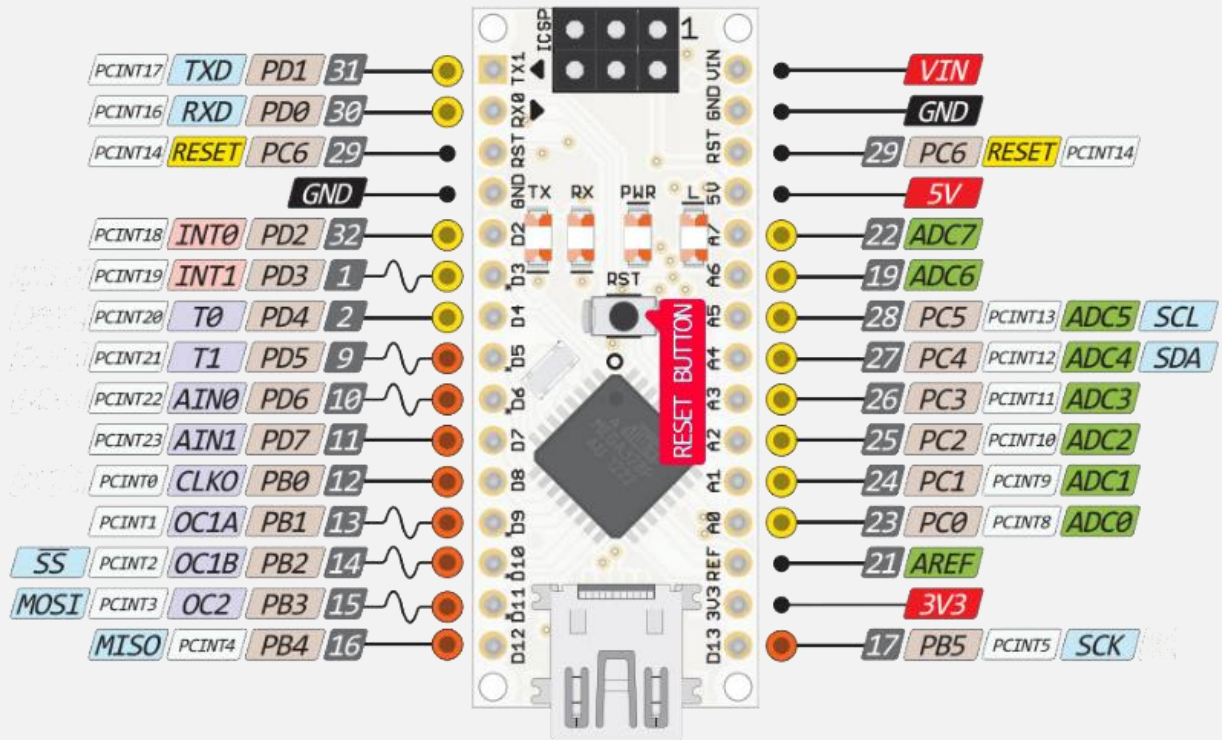 ICSP 1
PCINT17 TXD PD1 31 TX1 VIN VIN
PCINT16 RXD PD0 30 RX0 GND GND
PCINT14 RESET PC6 29 RST RST 29 PC6 RESET PCINT14
GND GND TX RX PWR L 5V 5V
PCINT18 INT0 PD2 32 D2 A7 22 ADC7
PCINT19 INT1 PD3 1 D3 A6 19 ADC6
RST
PCINT20 T0 PD4 2 D4 A5 28 PC5 PCINT13 ADC5 SCL
PCINT21 T1 PD5 9 D5 A4 27 PC4 PCINT12 ADC4 SDA
RESET BUTTON
PCINT22 AIN0 PD6 10 D6 A3 26 PC3 PCINT11 ADC3
PCINT23 AIN1 PD7 11 D7 A2 25 PC2 PCINT10 ADC2
PCINT0 CLKO PB0 12 D8 A1 24 PC1 PCINT9 ADC1
PCINT1 OC1A PB1 13 D9 A0 23 PC0 PCINT8 ADC0
SS PCINT2 OC1B PB2 14 D10 REF 21 AREF
MOSI PCINT3 OC2 PB3 15 D11 3V3 3V3
MISO PCINT4 PB4 16 D12 D13 17 PB5 PCINT5 SCK